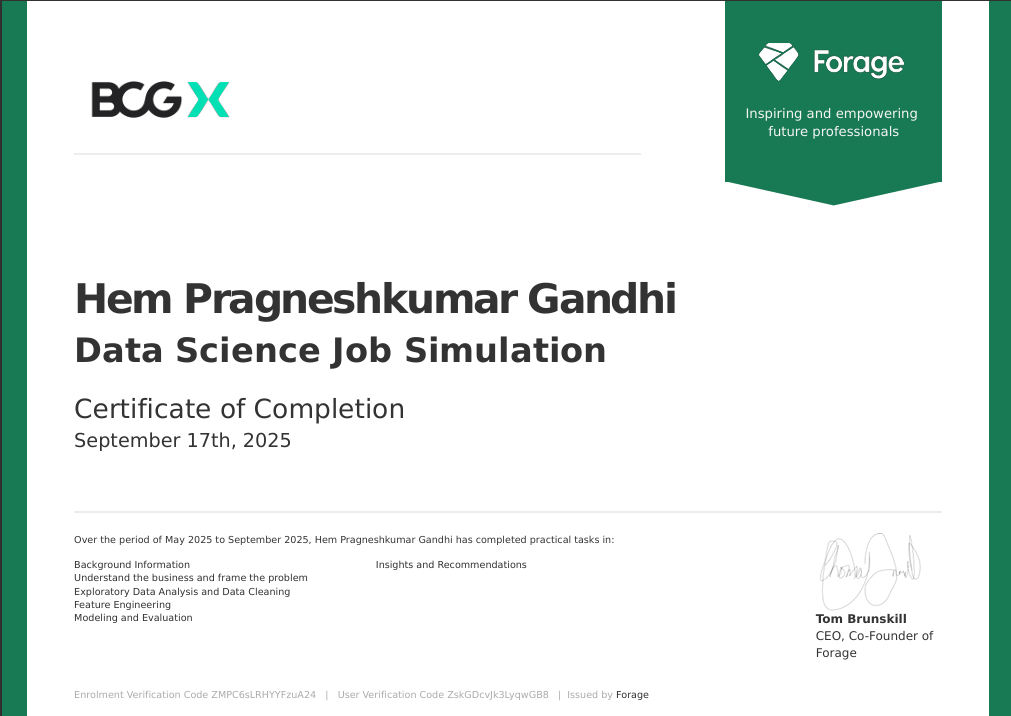 BCG X
Forage
Inspiring and empowering
future professionals
Hem Pragneshkumar Gandhi
Data Science Job Simulation
Certificate of Completion
September 17th, 2025
Over the period of May 2025 to September 2025, Hem Pragneshkumar Gandhi has completed practical tasks in:
Background Information
Understand the business and frame the problem
Exploratory Data Analysis and Data Cleaning
Feature Engineering
Modeling and Evaluation
Insights and Recommendations
Tom Brunskill
CEO, Co-Founder of
Forage
Enrolment Verification Code ZMPC6sLRHYYFzuA24 | User Verification Code ZskGDcvJk3LyqwGB8 | Issued by Forage